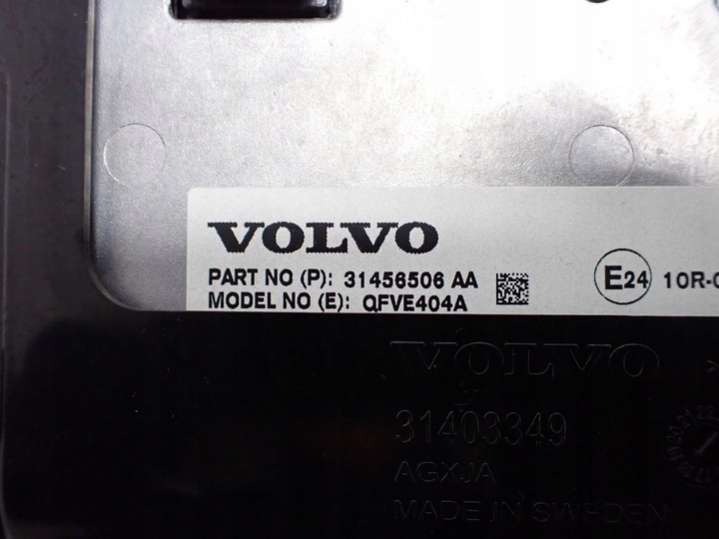 VOLVO
PART NO (P): 31456506 AA
MODEL NO (E): QFVE404A
E24 10R-0
VOLVO
31403349
AGXJA
MADE IN SWEDEN